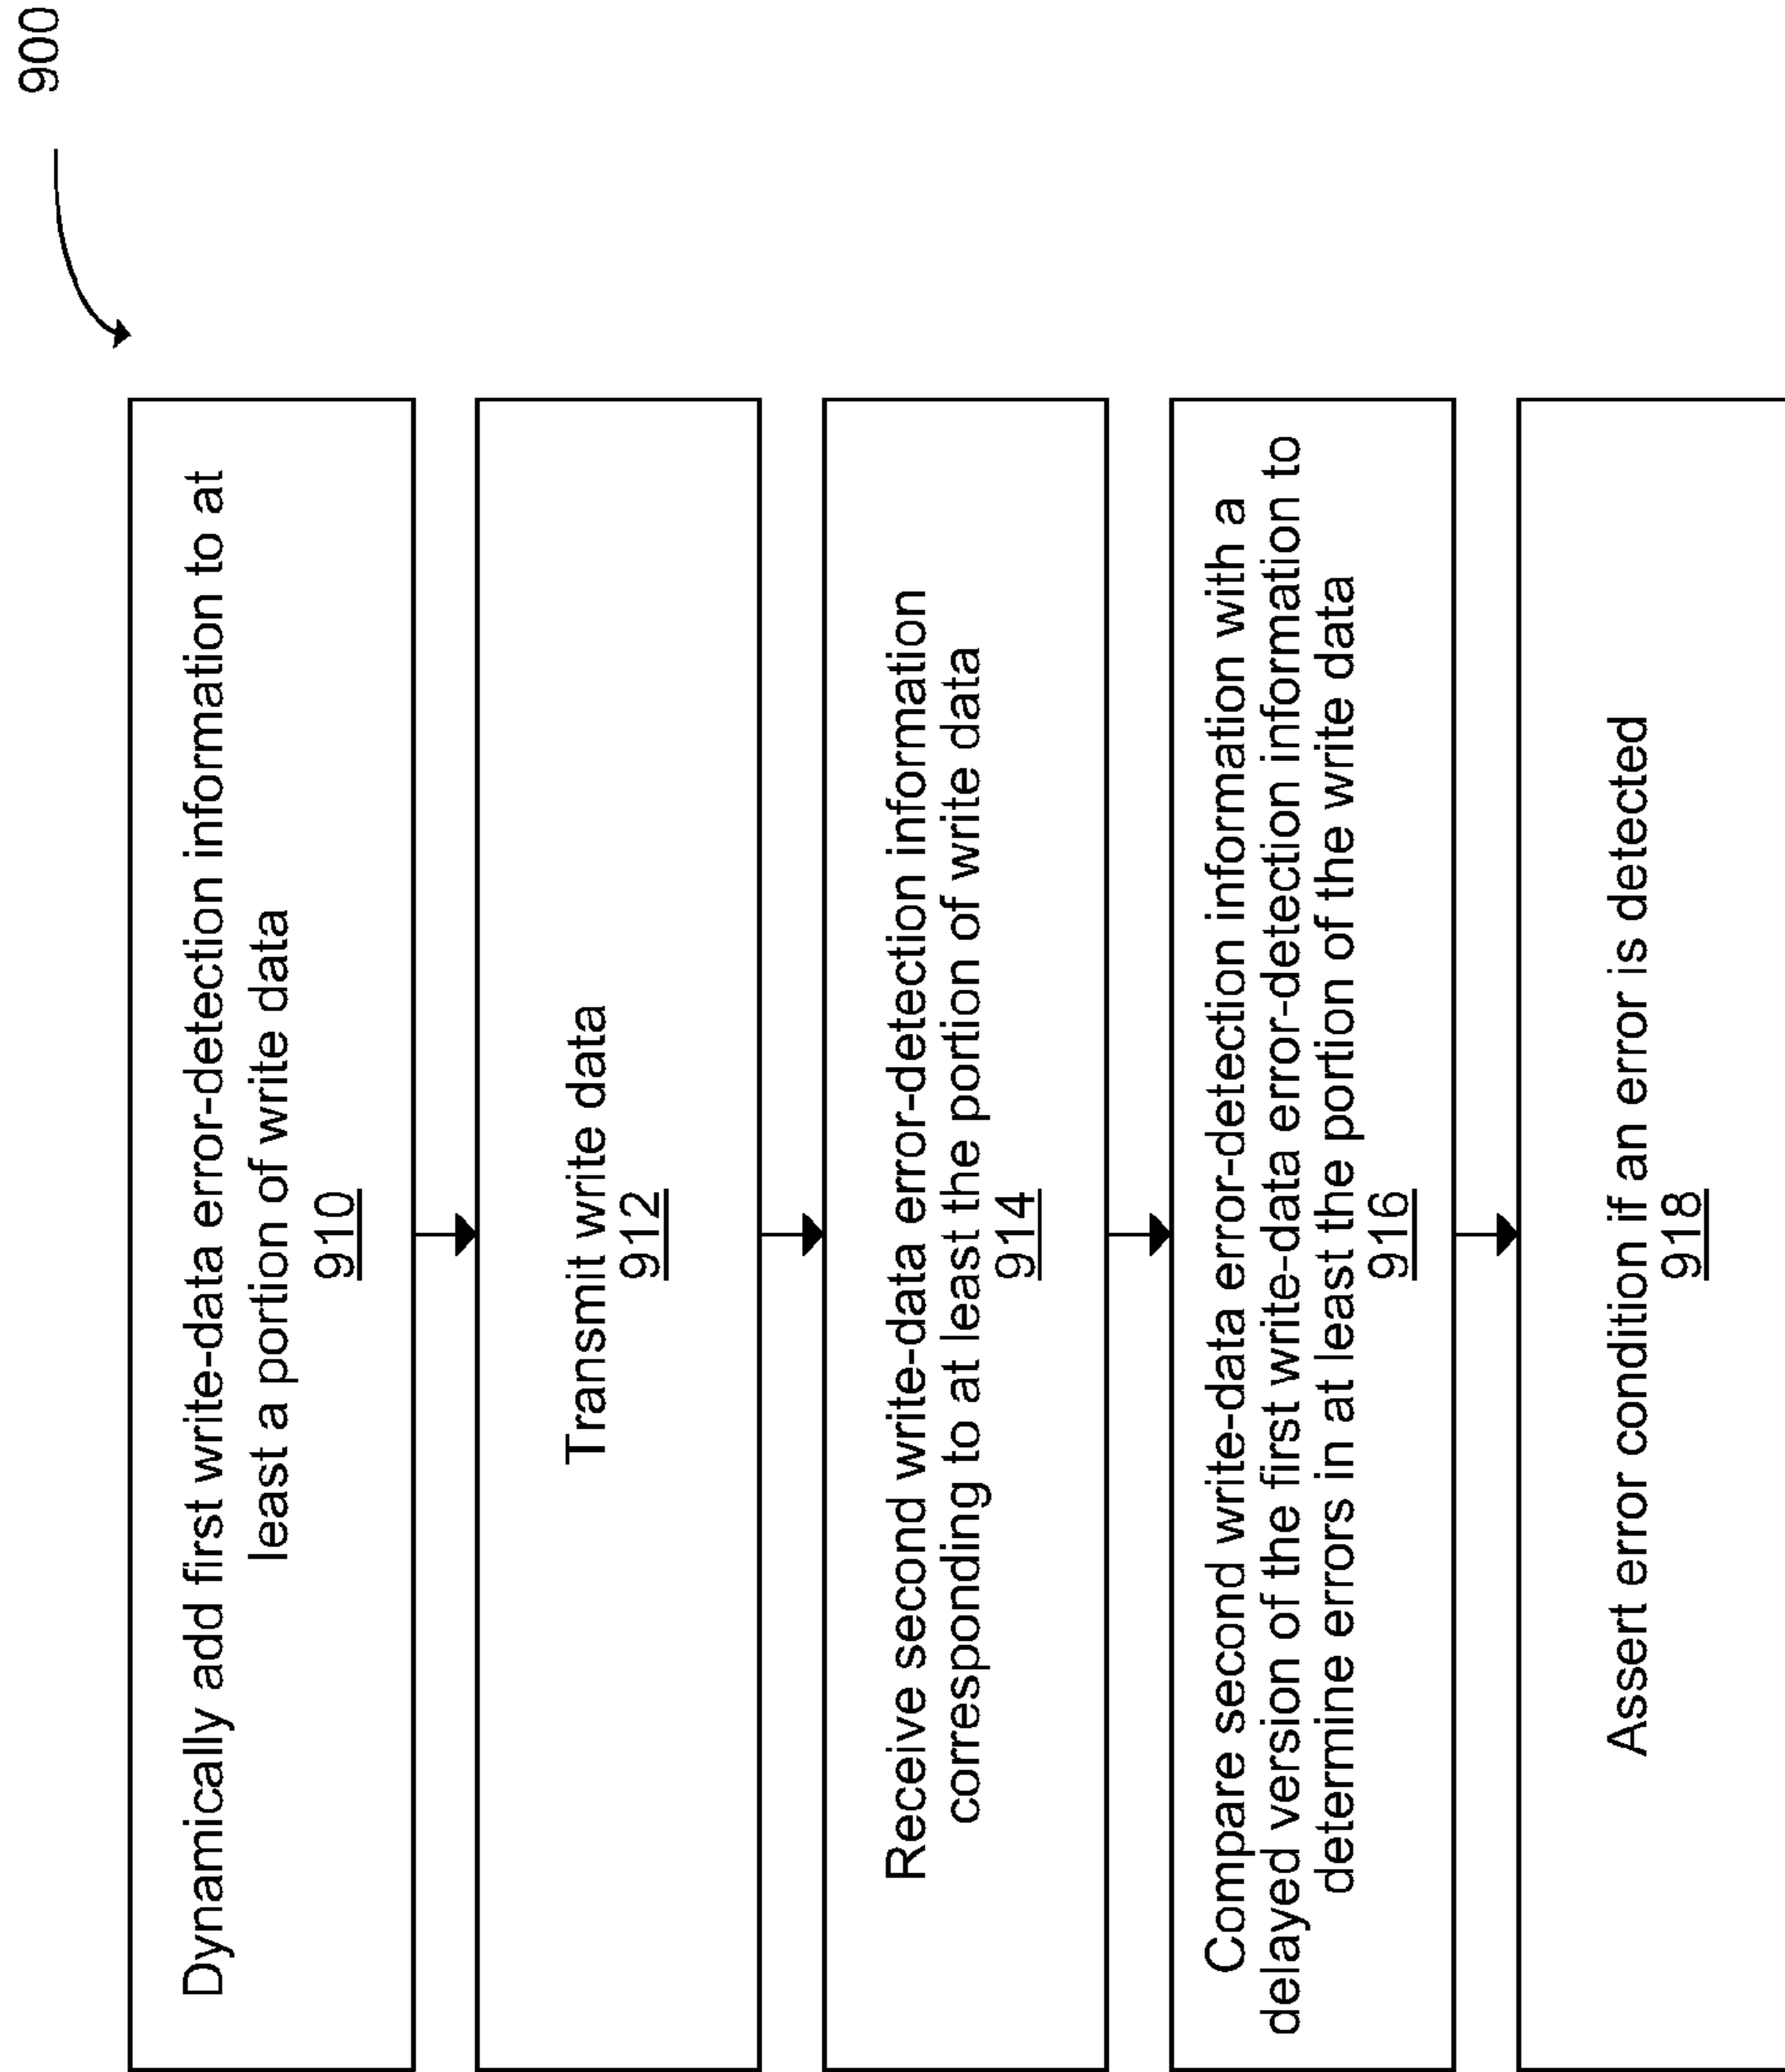 900
Dynamically add first write-data error-detection information to at
least a portion of write data
910
Transmit write data
912
Receive second write-data error-detection information
corresponding to at least the portion of write data
914
Compare second write-data error-detection information with a
delayed version of the first write-data error-detection information to
determine errors in at least the portion of the write data
916
Assert error condition if an error is detected
918